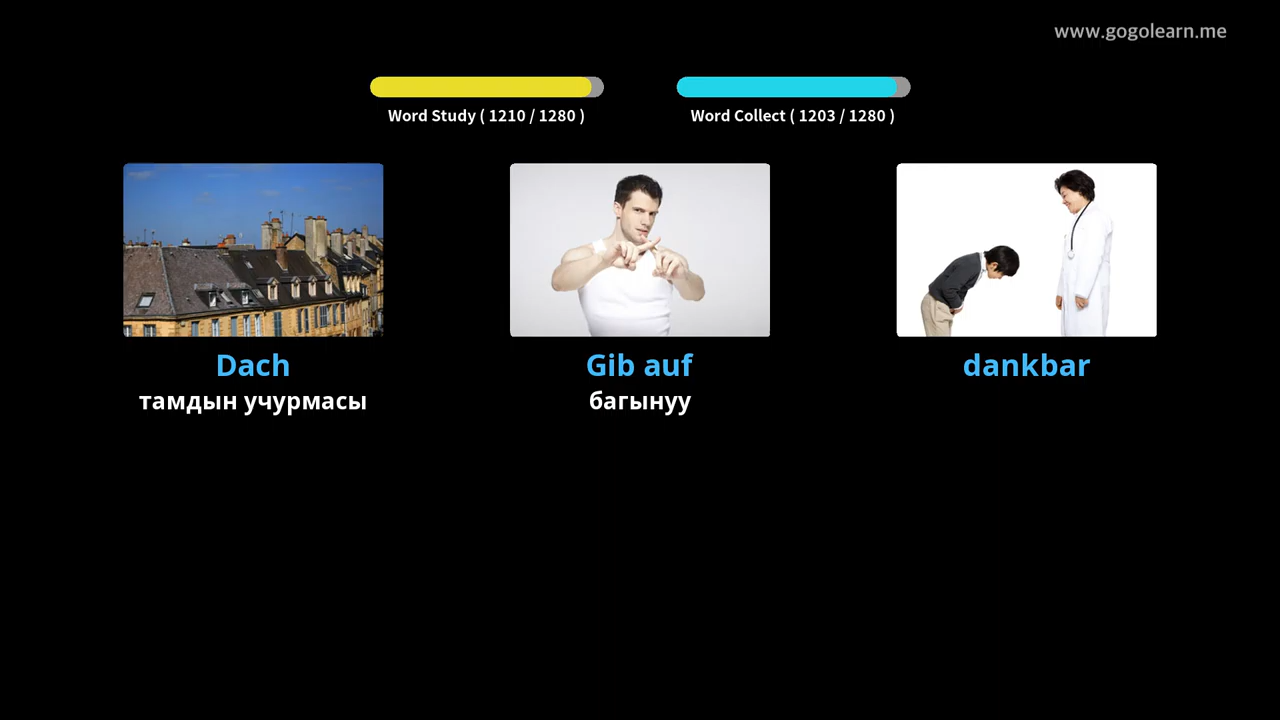 www.gogolearn.me
Word Study ( 1210 / 1280 )
Word Collect ( 1203 / 1280 )
Dach
Gib auf
dankbar
тамдын учурмасы
багынуу